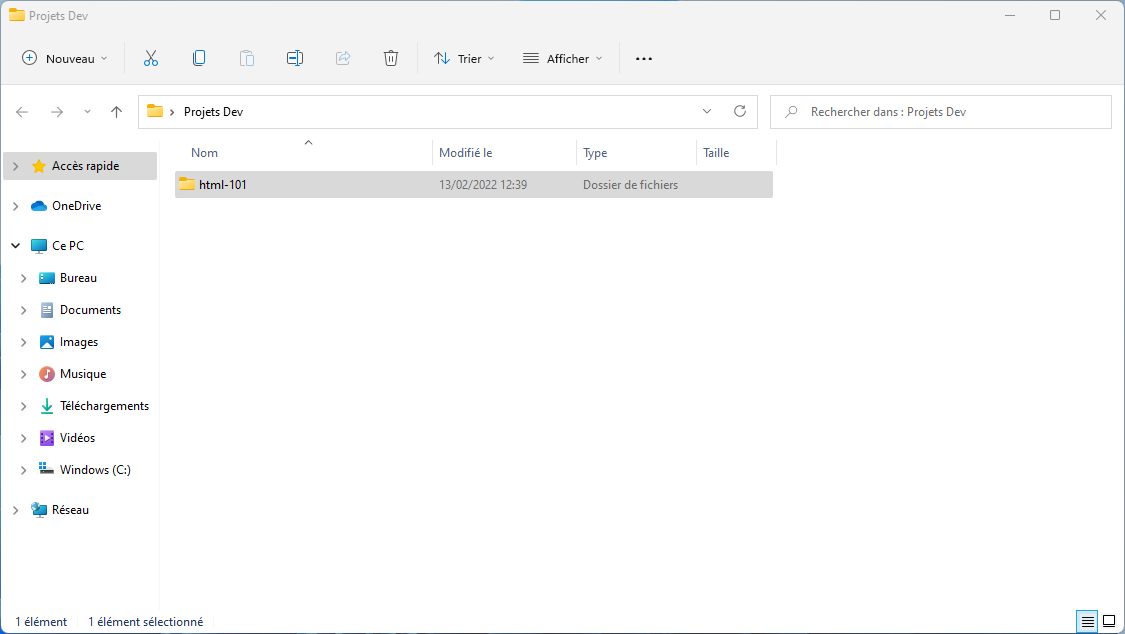 Projets Dev
Nouveau Trier Afficher
Projets Dev Rechercher dans : Projets Dev
Nom Modifié le Type Taille
html-101 13/02/2022 12:39 Dossier de fichiers
Accès rapide
OneDrive
Ce PC
Bureau
Documents
Images
Musique
Téléchargements
Vidéos
Windows (C:)
Réseau
1 élément 1 élément sélectionné